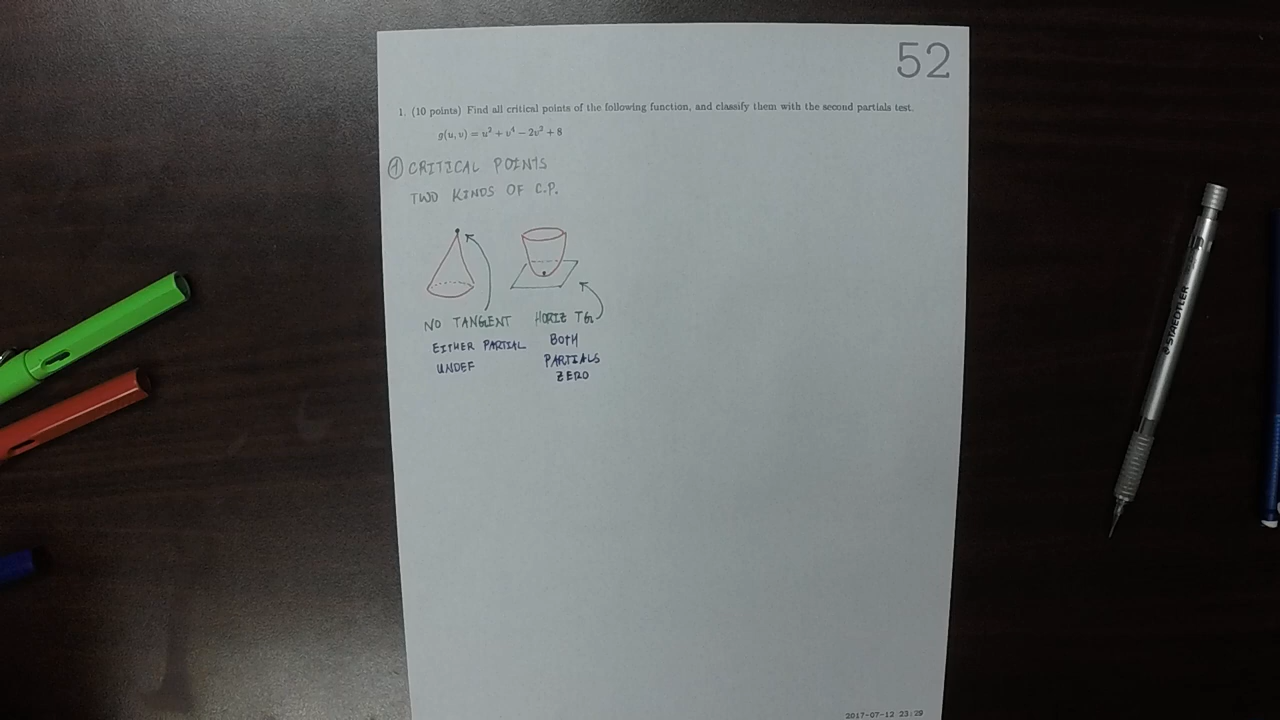 52
1. (10 points) Find all critical points of the following function, and classify them with the second partials test.
g(u, v) = u² + v⁴ − 2v² + 8
① CRITICAL POINTS
TWO KINDS OF C.P.
NO TANGENT HORIZ TG
EITHER PARTIAL UNDEF
BOTH PARTIALS ZERO
STAEDTLER
2017-07-12 23:29